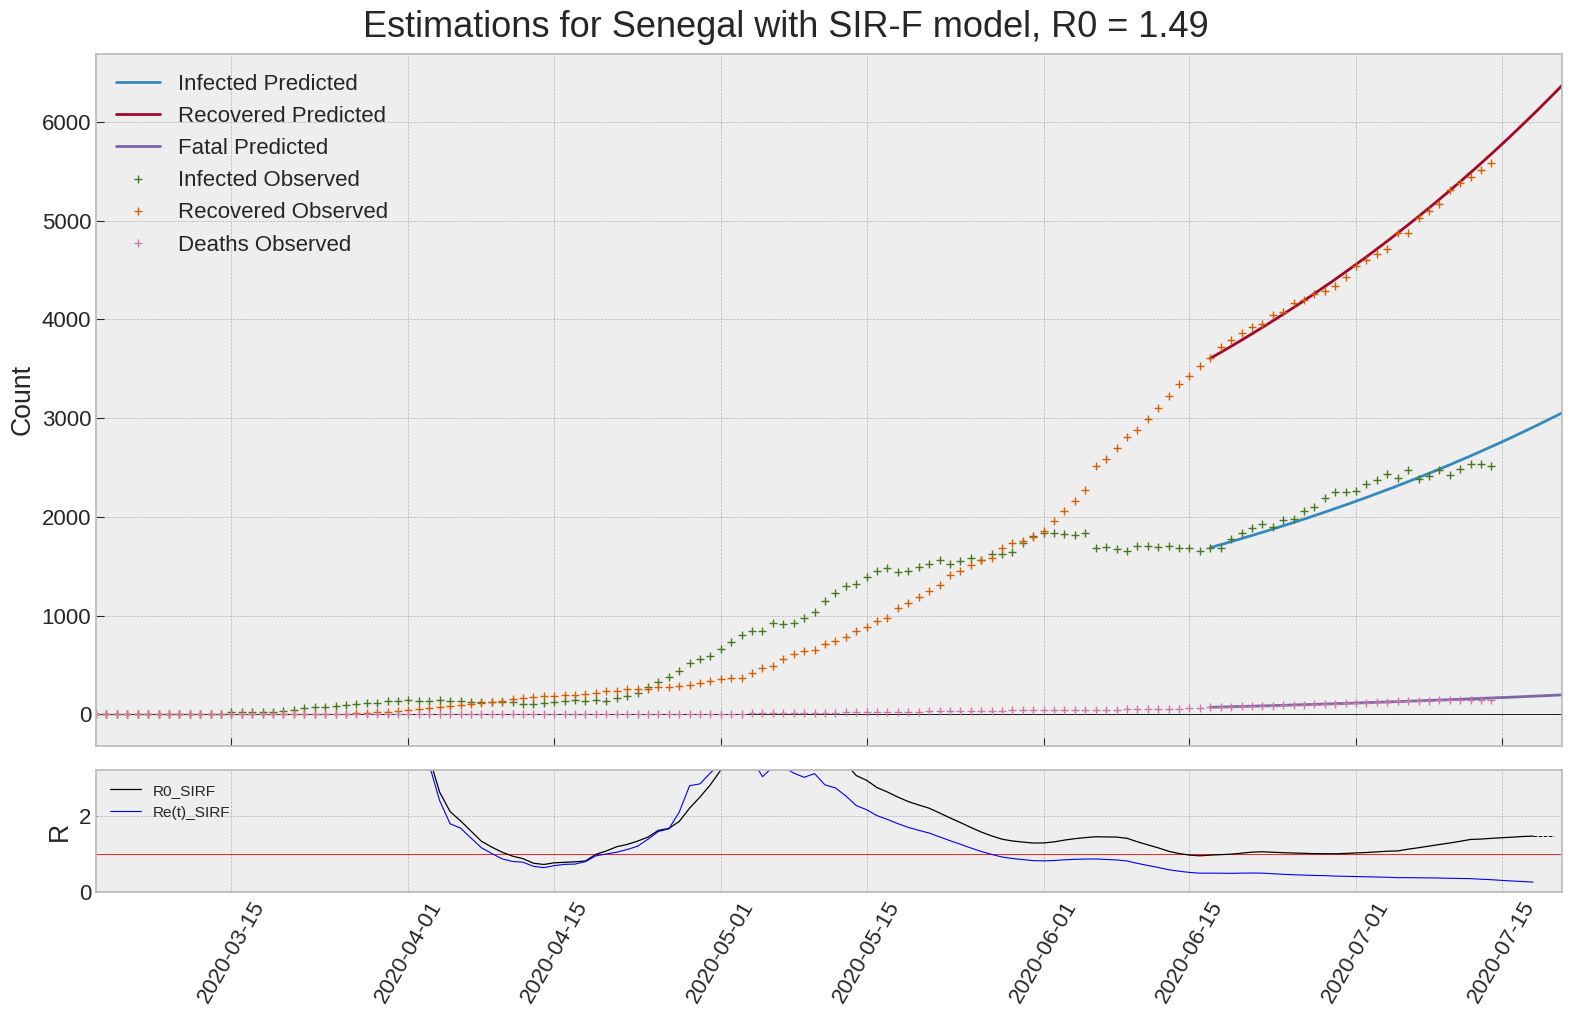 Estimations for Senegal with SIR-F model, R0 = 1.49
Infected Predicted
Recovered Predicted
Fatal Predicted
Infected Observed
Recovered Observed
Deaths Observed
6000
5000
4000
3000
2000
1000
0
Count
R0_SIRF
Re(t)_SIRF
2
0
R
2020-03-15
2020-04-01
2020-04-15
2020-05-01
2020-05-15
2020-06-01
2020-06-15
2020-07-01
2020-07-15